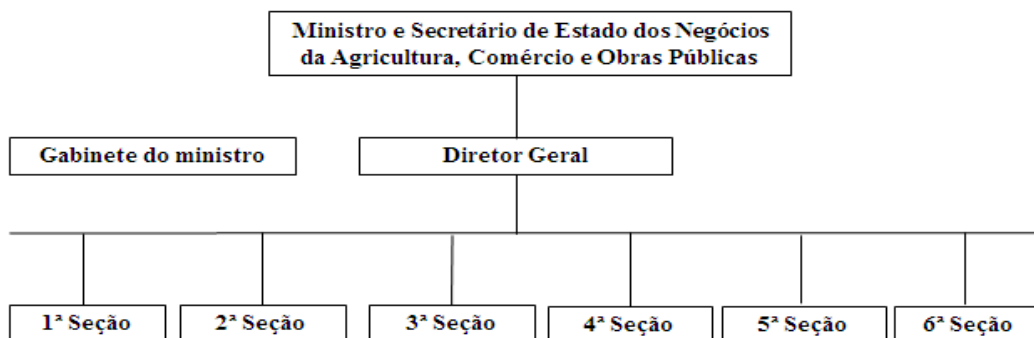 Ministro e Secretário de Estado dos Negócios
da Agricultura, Comércio e Obras Públicas
Gabinete do ministro
Diretor Geral
1ª Seção
2ª Seção
3ª Seção
4ª Seção
5ª Seção
6ª Seção